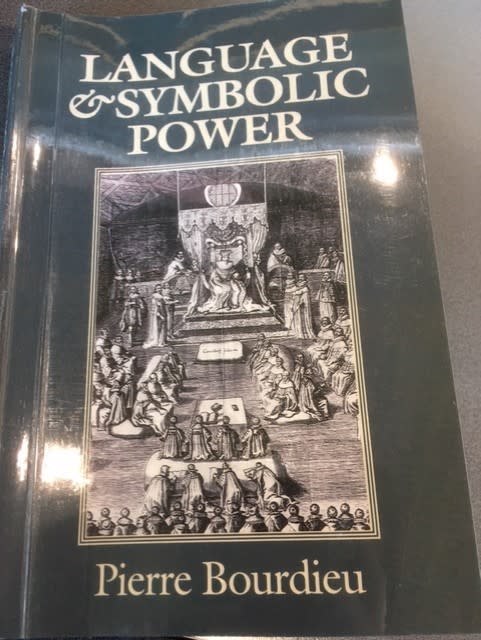 LANGUAGE
& SYMBOLIC
POWER
Pierre Bourdieu